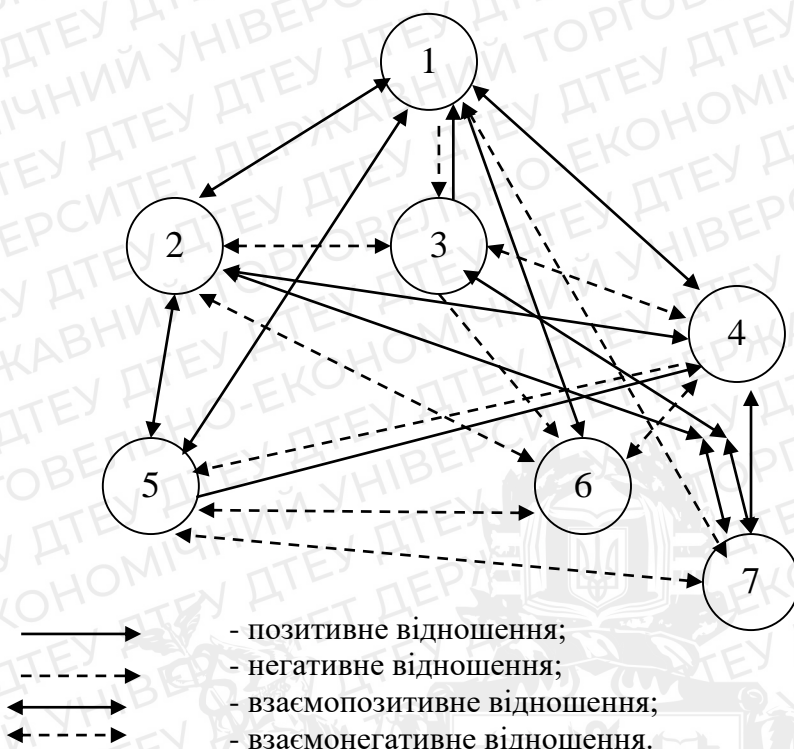 1
2
3
4
5
6
7
- позитивне відношення;
- негативне відношення;
- взаємопозитивне відношення;
- взаємонегативне відношення.